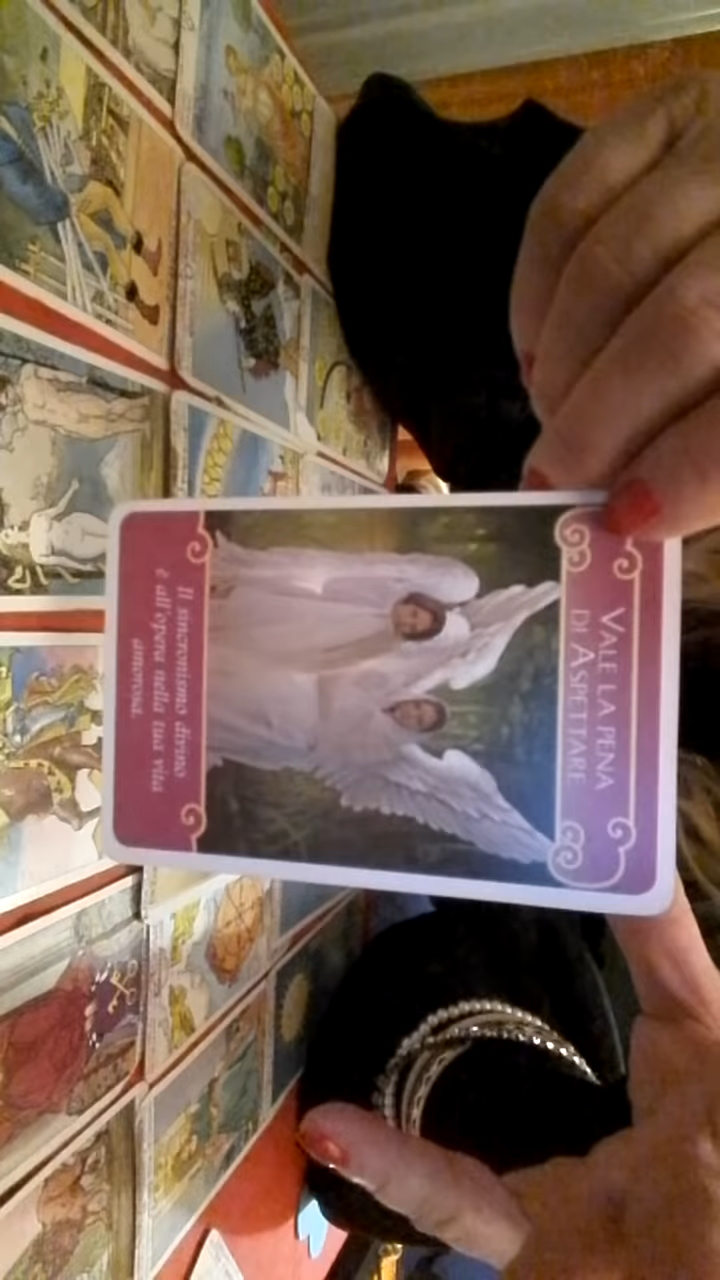 VALE LA PENA
DI ASPETTARE
Il sincronismo divino
è all'opera nella tua vita
amorosa.